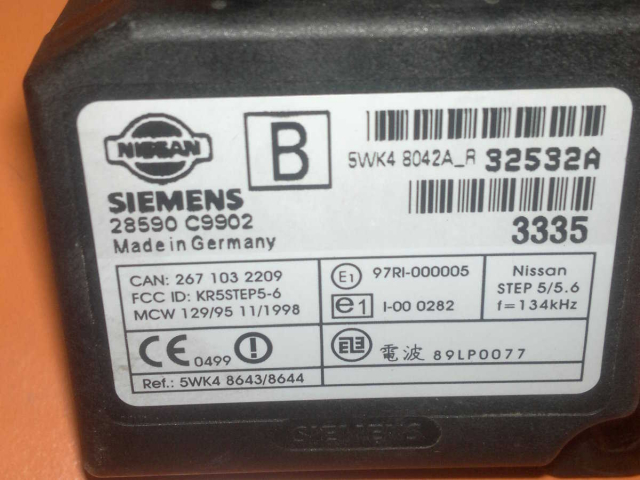 NISSAN
B
5WK4 8042A_R 32532A
SIEMENS
28590 C9902
Made in Germany
3335
CAN: 267 103 2209
FCC ID: KR5STEP5-6
MCW 129/95 11/1998
E1 97RI-000005
e1 I-00 0282
Nissan
STEP 5/5.6
f=134kHz
CE 0499
Ref.: 5WK4 8643/8644
電波 89LP0077
SIEMENS